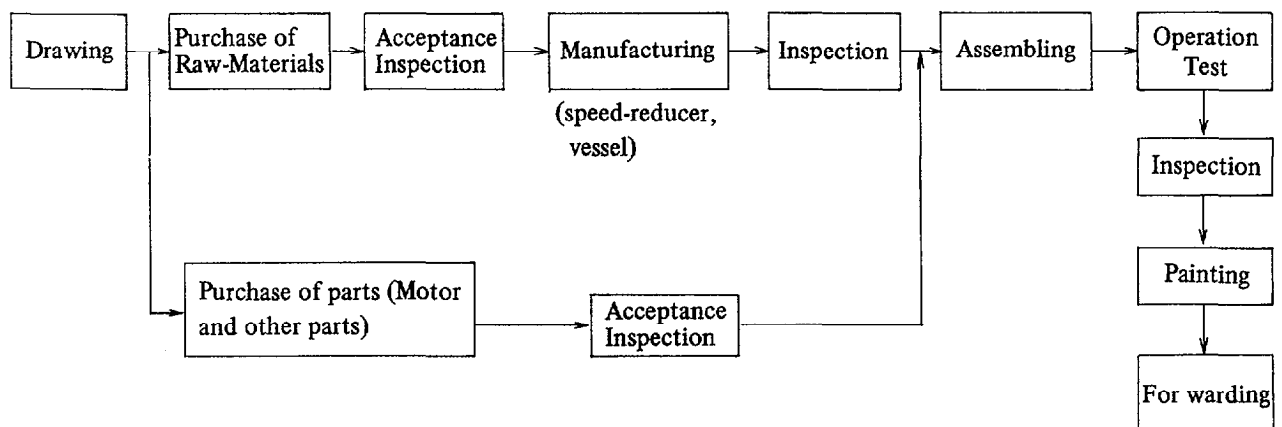 Drawing
Purchase of
Raw-Materials
Acceptance
Inspection
Manufacturing
(speed-reducer,
vessel)
Inspection
Assembling
Operation
Test
Inspection
Painting
For warding
Purchase of parts (Motor
and other parts)
Acceptance
Inspection